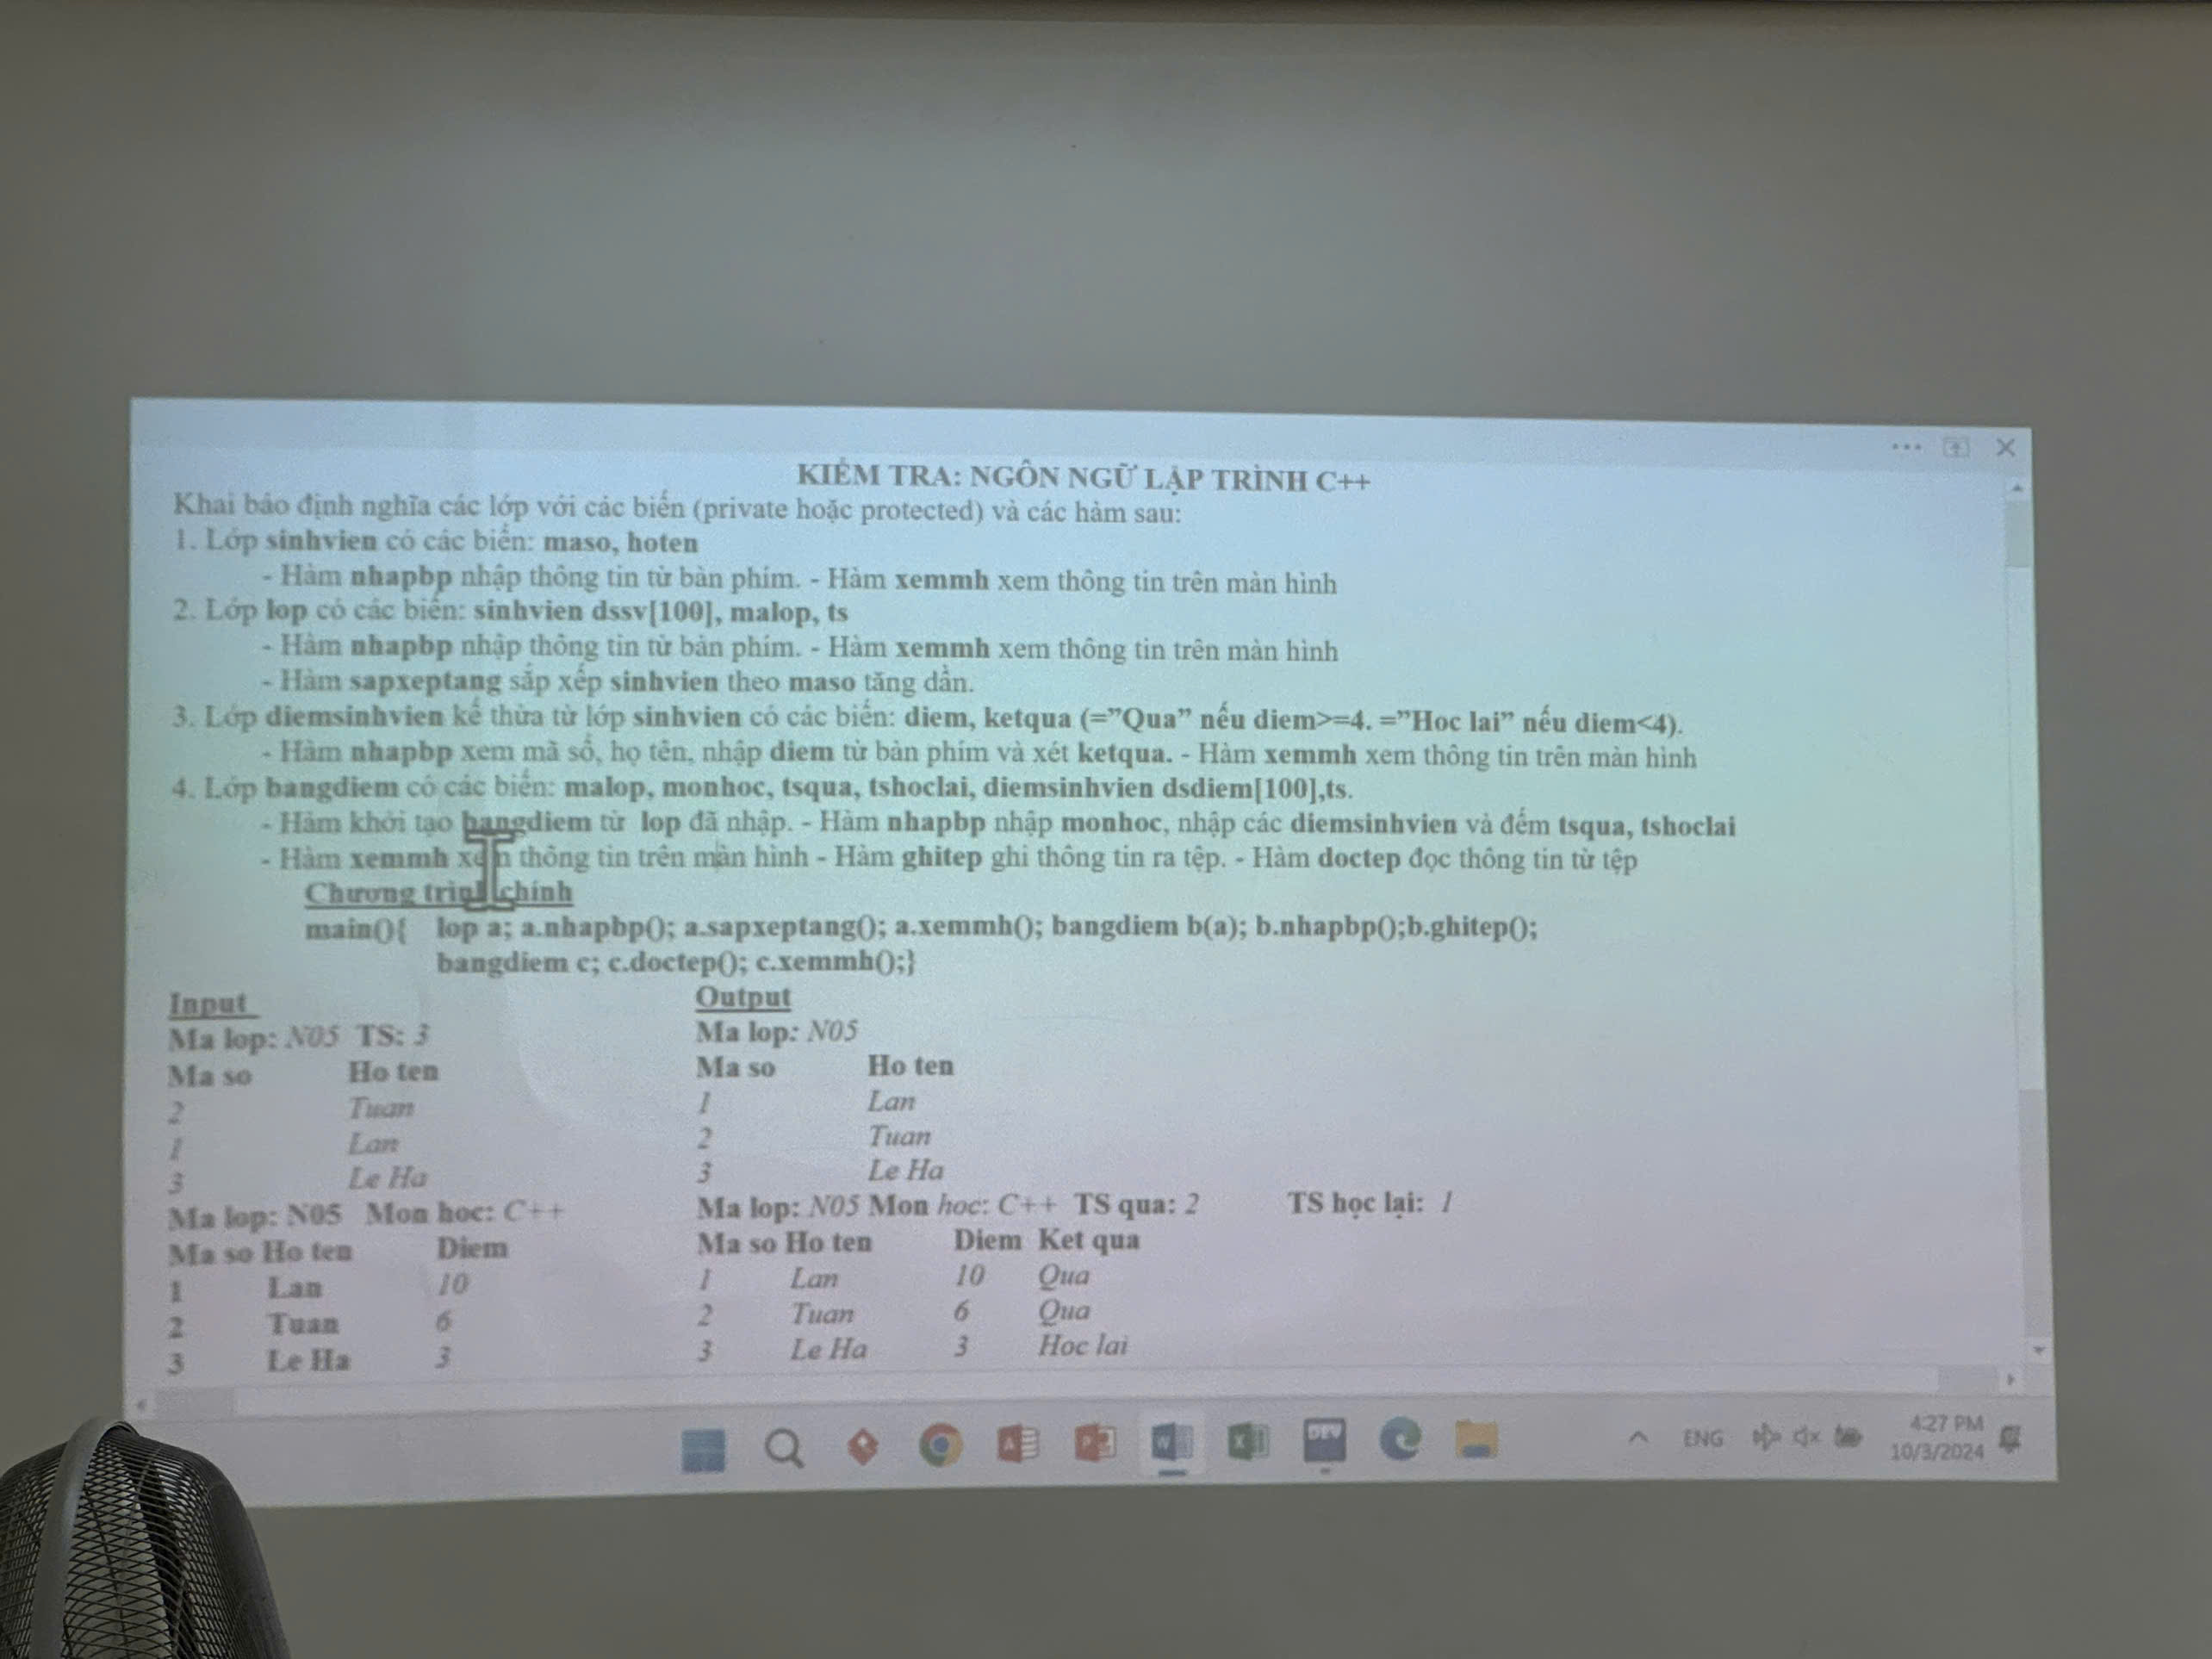 KIỂM TRA: NGÔN NGỮ LẬP TRÌNH C++
Khai báo định nghĩa các lớp với các biến (private hoặc protected) và các hàm sau:
1. Lớp sinhvien có các biến: maso, hoten
- Hàm nhapbp nhập thông tin từ bàn phím. - Hàm xemmh xem thông tin trên màn hình
2. Lớp lop có các biến: sinhvien dssv[100], malop, ts
- Hàm nhapbp nhập thông tin từ bàn phím. - Hàm xemmh xem thông tin trên màn hình
- Hàm sapxeptang sắp xếp sinhvien theo maso tăng dần.
3. Lớp diemsinhvien kế thừa từ lớp sinhvien có các biến: diem, ketqua (=”Qua” nếu diem>=4. =”Hoc lai” nếu diem<4).
- Hàm nhapbp xem mã số, họ tên, nhập diem từ bàn phím và xét ketqua. - Hàm xemmh xem thông tin trên màn hình
4. Lớp bangdiem có các biến: malop, monhoc, tsqua, tshoclai, diemsinhvien dsdiem[100],ts.
- Hàm khởi tạo bangdiem từ lop đã nhập. - Hàm nhapbp nhập monhoc, nhập các diemsinhvien và đếm tsqua, tshoclai
- Hàm xemmh xem thông tin trên màn hình - Hàm ghitep ghi thông tin ra tệp. - Hàm doctep đọc thông tin từ tệp
Chương trình chính
main(){ lop a; a.nhapbp(); a.sapxeptang(); a.xemmh(); bangdiem b(a); b.nhapbp();b.ghitep();
bangdiem c; c.doctep(); c.xemmh();}
Input Output
Ma lop: N05 TS: 3 Ma lop: N05
Ma so Ho ten Ma so Ho ten
2 Tuan 1 Lan
1 Lan 2 Tuan
3 Le Ha 3 Le Ha
Ma lop: N05 Mon hoc: C++ Ma lop: N05 Mon hoc: C++ TS qua: 2 TS học lại: 1
Ma so Ho ten Diem Ma so Ho ten Diem Ket qua
1 Lan 10 1 Lan 10 Qua
2 Tuan 6 2 Tuan 6 Qua
3 Le Ha 3 3 Le Ha 3 Hoc lai
DEV
ENG
4:27 PM
10/3/2024